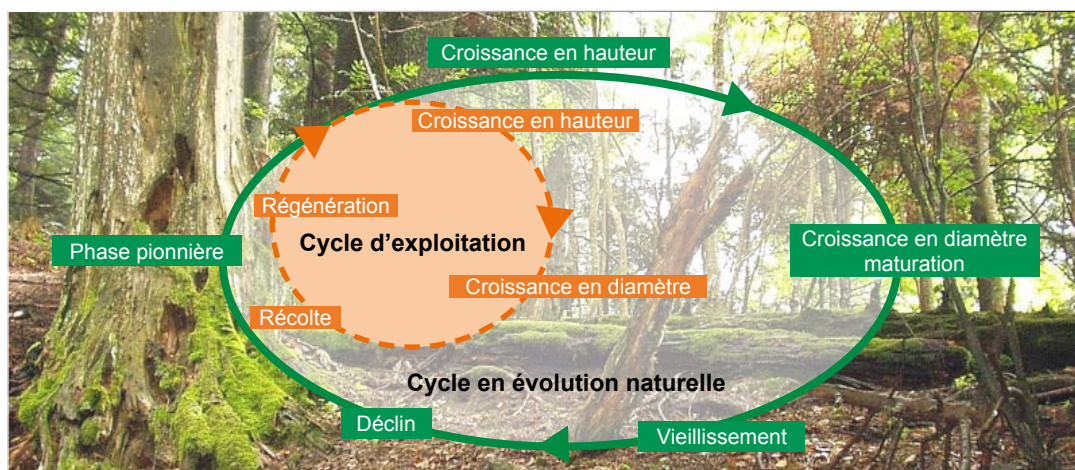 Croissance en hauteur
Croissance en hauteur
Régénération
Cycle d'exploitation
Phase pionnière
Croissance en diamètre
maturation
Croissance en diamètre
Récolte
Cycle en évolution naturelle
Déclin
Vieillissement